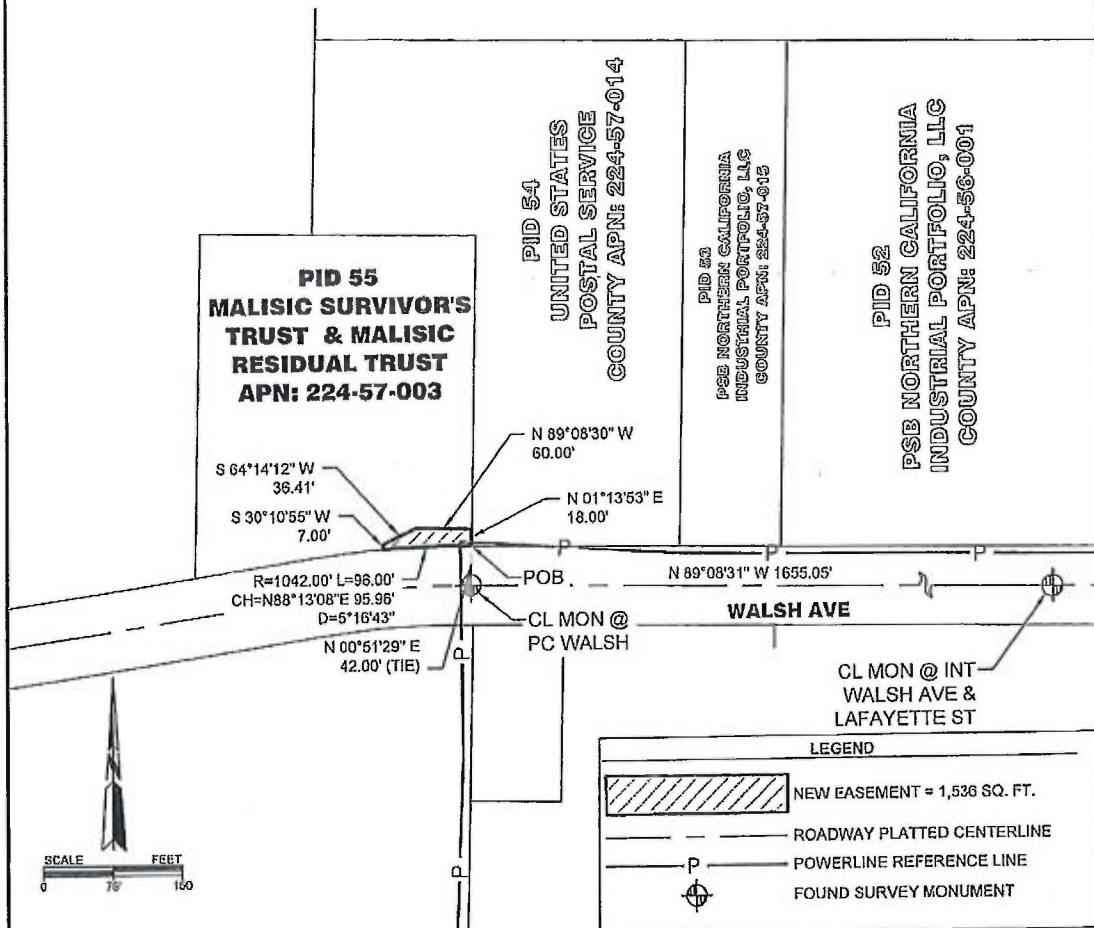 PID 54
UNITED STATES
POSTAL SERVICE
COUNTY APN: 224-57-014
PID 53
PSB NORTHERN CALIFORNIA
INDUSTRIAL PORTFOLIO, LLC
COUNTY APN: 224-57-015
PID 52
PSB NORTHERN CALIFORNIA
INDUSTRIAL PORTFOLIO, LLC
COUNTY APN: 224-56-001
PID 55
MALISIC SURVIVOR'S
TRUST & MALISIC
RESIDUAL TRUST
APN: 224-57-003
N 89°08'30" W
60.00'
S 64°14'12" W
36.41'
N 01°13'53" E
18.00'
S 30°10'55" W
7.00'
P
P
P
R=1042.00' L=96.00'
CH=N88°13'08"E 95.96'
D=5°16'43"
POB
N 89°08'31" W 1655.05'
WALSH AVE
CL MON @
PC WALSH
N 00°51'29" E
42.00' (TIE)
P
CL MON @ INT
WALSH AVE &
LAFAYETTE ST
P
SCALE FEET
0 75' 150
LEGEND
NEW EASEMENT = 1,536 SQ. FT.
ROADWAY PLATTED CENTERLINE
P POWERLINE REFERENCE LINE
FOUND SURVEY MONUMENT